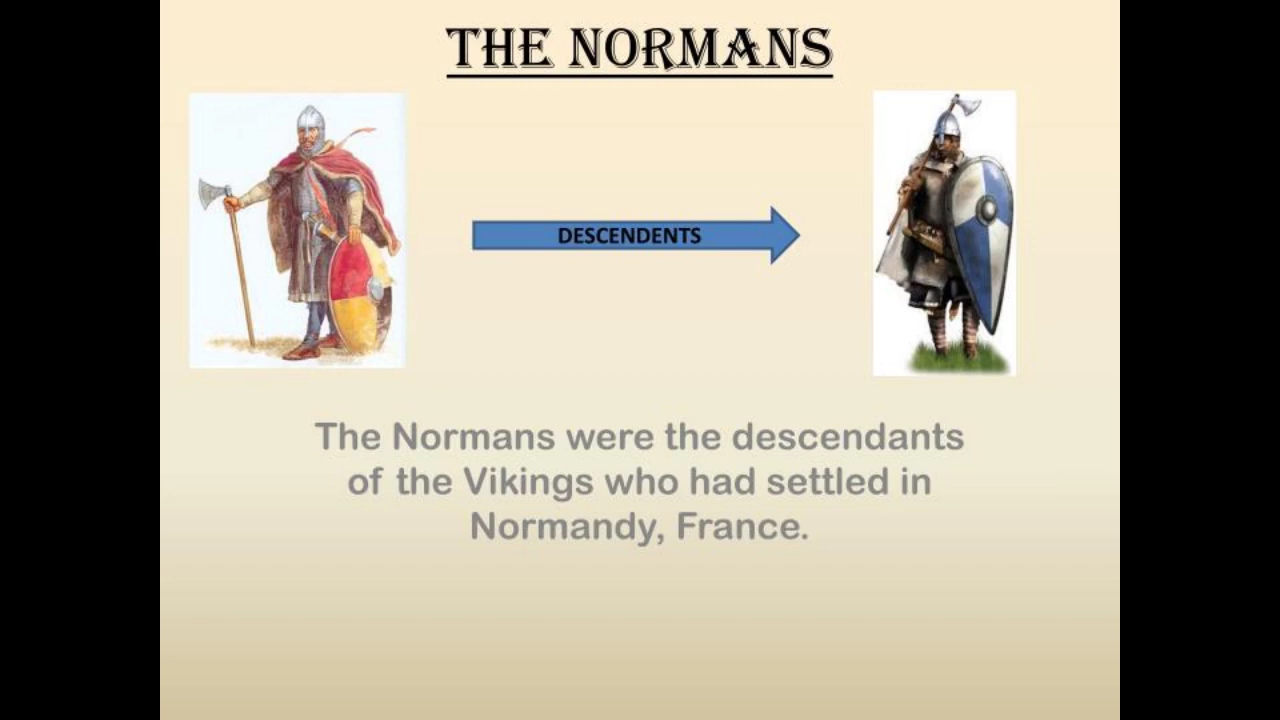 THE NORMANS
DESCENDENTS
The Normans were the descendants
of the Vikings who had settled in
Normandy, France.